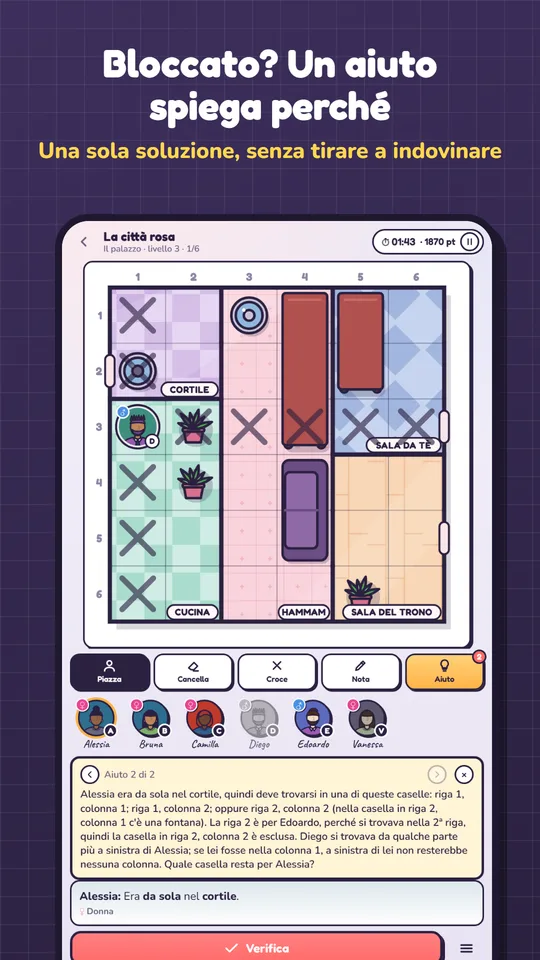 Bloccato? Un aiuto
spiega perché
Una sola soluzione, senza tirare a indovinare
La città rosa
Il palazzo · livello 3 · 1/6
01:43 · 1870 pt
1 2 3 4 5 6
1
2
CORTILE
3
D
SALA DA TÈ
4
5
6
CUCINA
HAMMAM
SALA DEL TRONO
Piazza
Cancella
Croce
Nota
Aiuto
2
A
B
C
D
E
V
Alessia
Bruna
Camilla
Diego
Edoardo
Vanessa
Aiuto 2 di 2
Alessia era da sola nel cortile, quindi deve trovarsi in una di queste caselle: riga 1,
colonna 1; riga 1, colonna 2; oppure riga 2, colonna 2 (nella casella in riga 2,
colonna 1 c'è una fontana). La riga 2 è per Edoardo, perché si trovava nella 2ª riga,
quindi la casella in riga 2, colonna 2 è esclusa. Diego si trovava da qualche parte
più a sinistra di Alessia; se lei fosse nella colonna 1, a sinistra di lei non resterebbe
nessuna colonna. Quale casella resta per Alessia?
Alessia: Era da sola nel cortile.
♀ Donna
Verifica